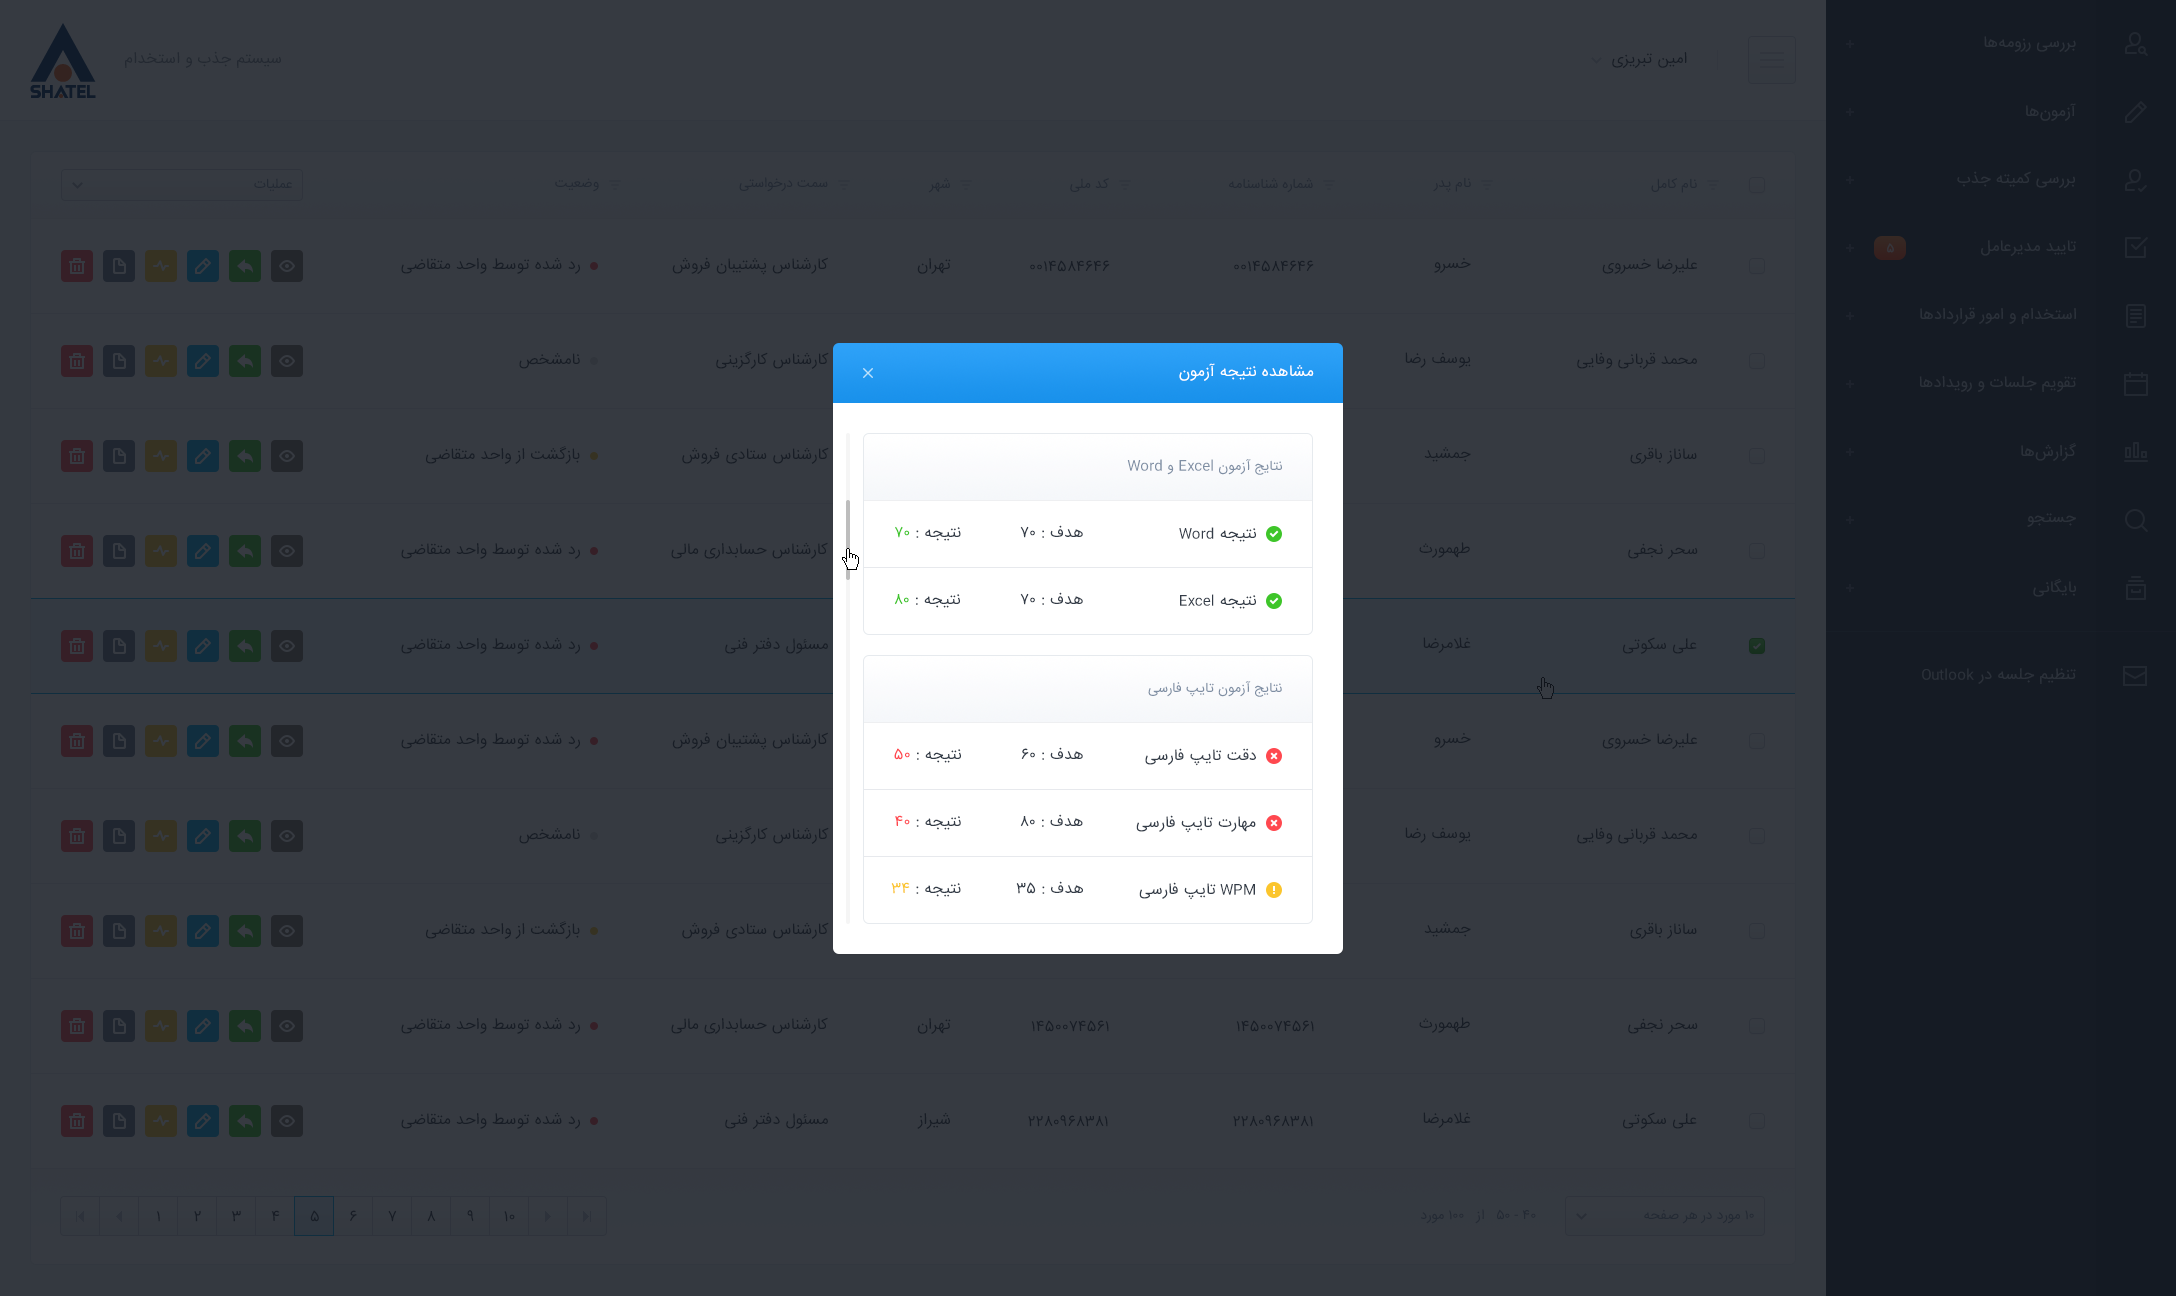 بررسی رزومه‌ها
آزمون‌ها
بررسی کمیته جذب
تایید مدیرعامل ۵
استخدام و امور قراردادها
تقویم جلسات و رویدادها
گزارش‌ها
جستجو
بایگانی
تنظیم جلسه در Outlook
امین تبریزی
سیستم جذب و استخدام
SHATEL
نام کامل نام پدر شماره شناسنامه کد ملی شهر سمت درخواستی وضعیت عملیات
علیرضا خسروی خسرو ۰۰۱۴۵۸۴۶۴۶ ۰۰۱۴۵۸۴۶۴۶ تهران کارشناس پشتیبان فروش رد شده توسط واحد متقاضی
محمد قربانی وفایی یوسف رضا کارشناس کارگزینی نامشخص
ساناز باقری جمشید کارشناس ستادی فروش بازگشت از واحد متقاضی
سحر نجفی طهمورث کارشناس حسابداری مالی رد شده توسط واحد متقاضی
علی سکوتی غلامرضا مسئول دفتر فنی رد شده توسط واحد متقاضی
علیرضا خسروی خسرو کارشناس پشتیبان فروش رد شده توسط واحد متقاضی
محمد قربانی وفایی یوسف رضا کارشناس کارگزینی نامشخص
ساناز باقری جمشید کارشناس ستادی فروش بازگشت از واحد متقاضی
سحر نجفی طهمورث ۱۴۵۰۰۷۴۵۶۱ ۱۴۵۰۰۷۴۵۶۱ تهران کارشناس حسابداری مالی رد شده توسط واحد متقاضی
علی سکوتی غلامرضا ۲۲۸۰۹۶۸۳۸۱ ۲۲۸۰۹۶۸۳۸۱ شیراز مسئول دفتر فنی رد شده توسط واحد متقاضی
۱۰ مورد در هر صفحه
۴۰ - ۵۰ از ۱۰۰ مورد
۱ ۲ ۳ ۴ ۵ ۶ ۷ ۸ ۹ ۱۰
مشاهده نتیجه آزمون
نتایج آزمون Excel و Word
نتیجه Word هدف : ۷۰ نتیجه : ۷۰
نتیجه Excel هدف : ۷۰ نتیجه : ۸۰
نتایج آزمون تایپ فارسی
دقت تایپ فارسی هدف : ۶۰ نتیجه : ۵۰
مهارت تایپ فارسی هدف : ۸۰ نتیجه : ۴۰
WPM تایپ فارسی هدف : ۳۵ نتیجه : ۳۴